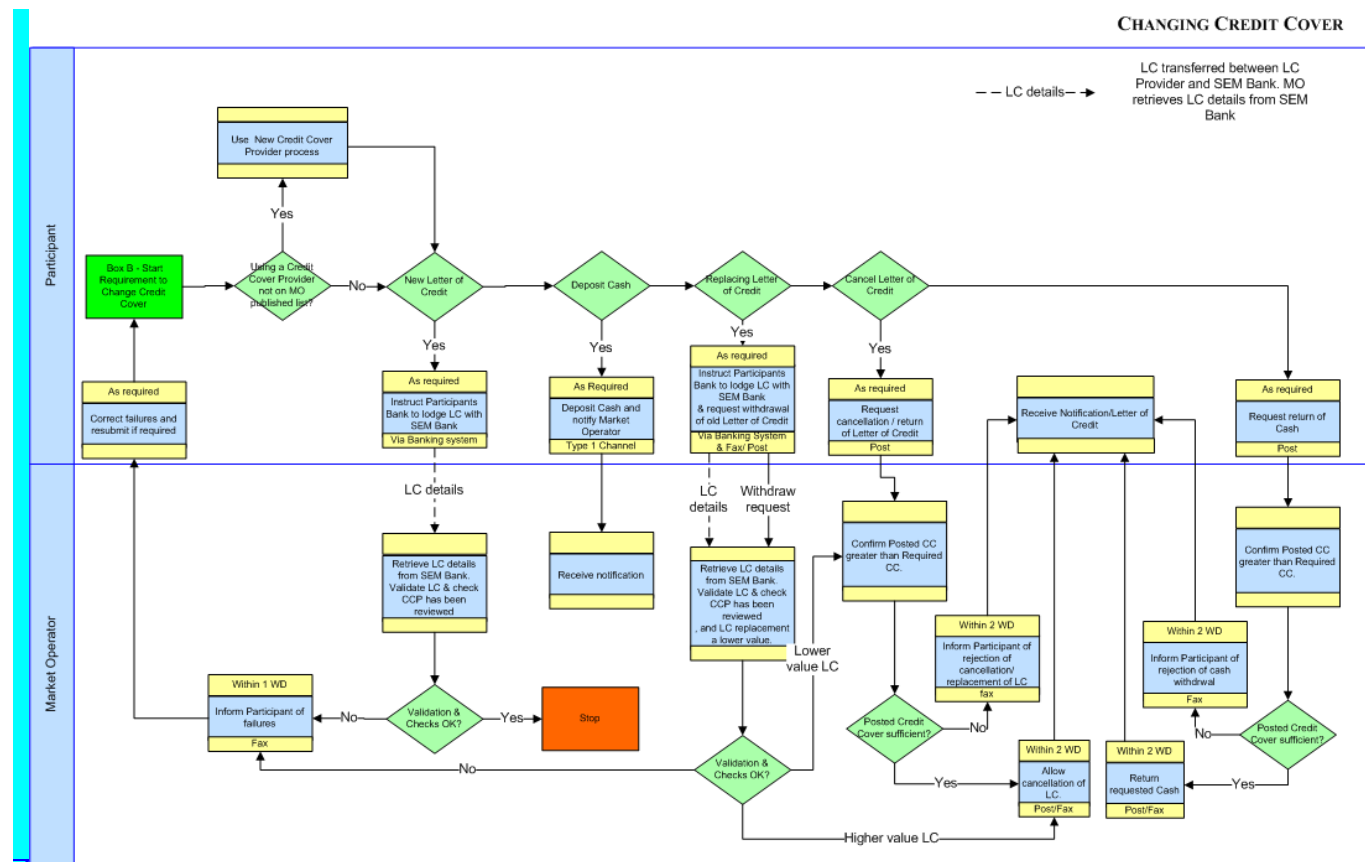 CHANGING CREDIT COVER
LC details
LC transferred between LC
Provider and SEM Bank. MO
retrieves LC details from SEM
Bank
Participant
Use New Credit Cover
Provider process
Yes
Box B - Start
Requirement to
Change Credit
Cover
Using a Credit
Cover Provider
not on MO
published list?
No
New Letter of
Credit
Deposit Cash
Replacing Letter
of Credit
Cancel Letter of
Credit
Yes
Yes
Yes
Yes
As required
Correct failures and
resubmit if required
As required
Instruct Participants
Bank to lodge LC with
SEM Bank
Via Banking system
As Required
Deposit Cash and
notify Market
Operator
Type 1 Channel
As required
Instruct Participants
Bank to lodge LC with
SEM Bank
& request withdrawal
of old Letter of Credit
Via Banking System
& Fax/ Post
As required
Request
cancellation / return
of Letter of Credit
Post
Receive Notification/Letter of
Credit
As required
Request return of
Cash
Post
Market Operator
LC details
LC
details
Withdraw
request
Retrieve LC details
from SEM Bank.
Validate LC & check
CCP has been
reviewed
Receive notification
Retrieve LC details
from SEM Bank.
Validate LC & check
CCP has been
reviewed
, and LC replacement
a lower value.
Confirm Posted CC
greater than Required
CC.
Confirm Posted CC
greater than Required
CC.
Lower
value LC
Within 2 WD
Inform Participant of
rejection of
cancellation/
replacement of LC
fax
Within 2 WD
Inform Participant of
rejection of cash
withdrwal
Fax
Within 1 WD
Inform Participant of
failures
Fax
No
Validation &
Checks OK?
Yes
Stop
Posted Credit
Cover sufficient?
No
No
Posted Credit
Cover sufficient?
No
Validation &
Checks OK?
Yes
Within 2 WD
Allow
cancellation of
LC.
Post/Fax
Within 2 WD
Return
requested Cash
Post/Fax
Yes
Higher value LC